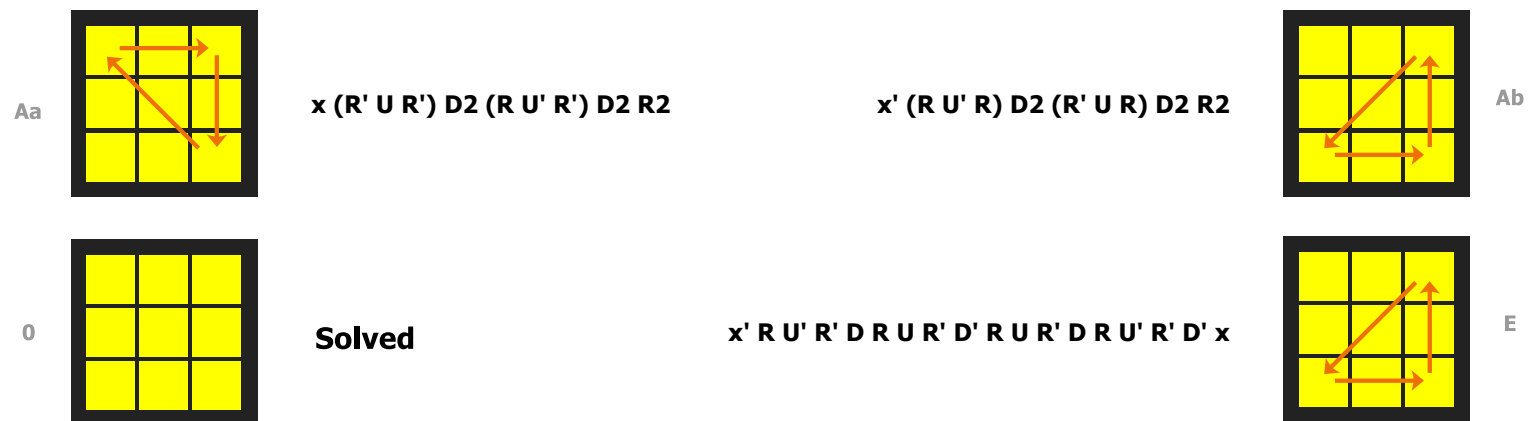 Aa
x (R' U R') D2 (R U' R') D2 R2
x' (R U' R) D2 (R' U R) D2 R2
Ab
0
Solved
x' R U' R' D R U R' D' R U R' D R U' R' D' x
E